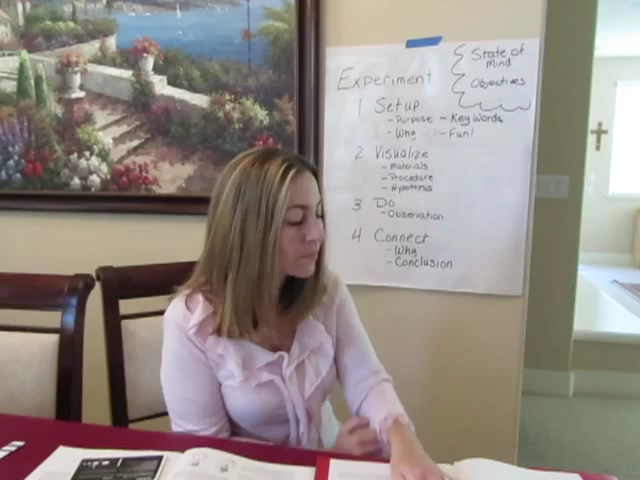 Experiment
State of
mind
Objectives
1 Setup
- Purpose - Key Words
- Why - Fun!
2 Visualize
- materials
- Procedure
- Hypothesis
3 Do
- Observation
4 Connect
- Why
- Conclusion